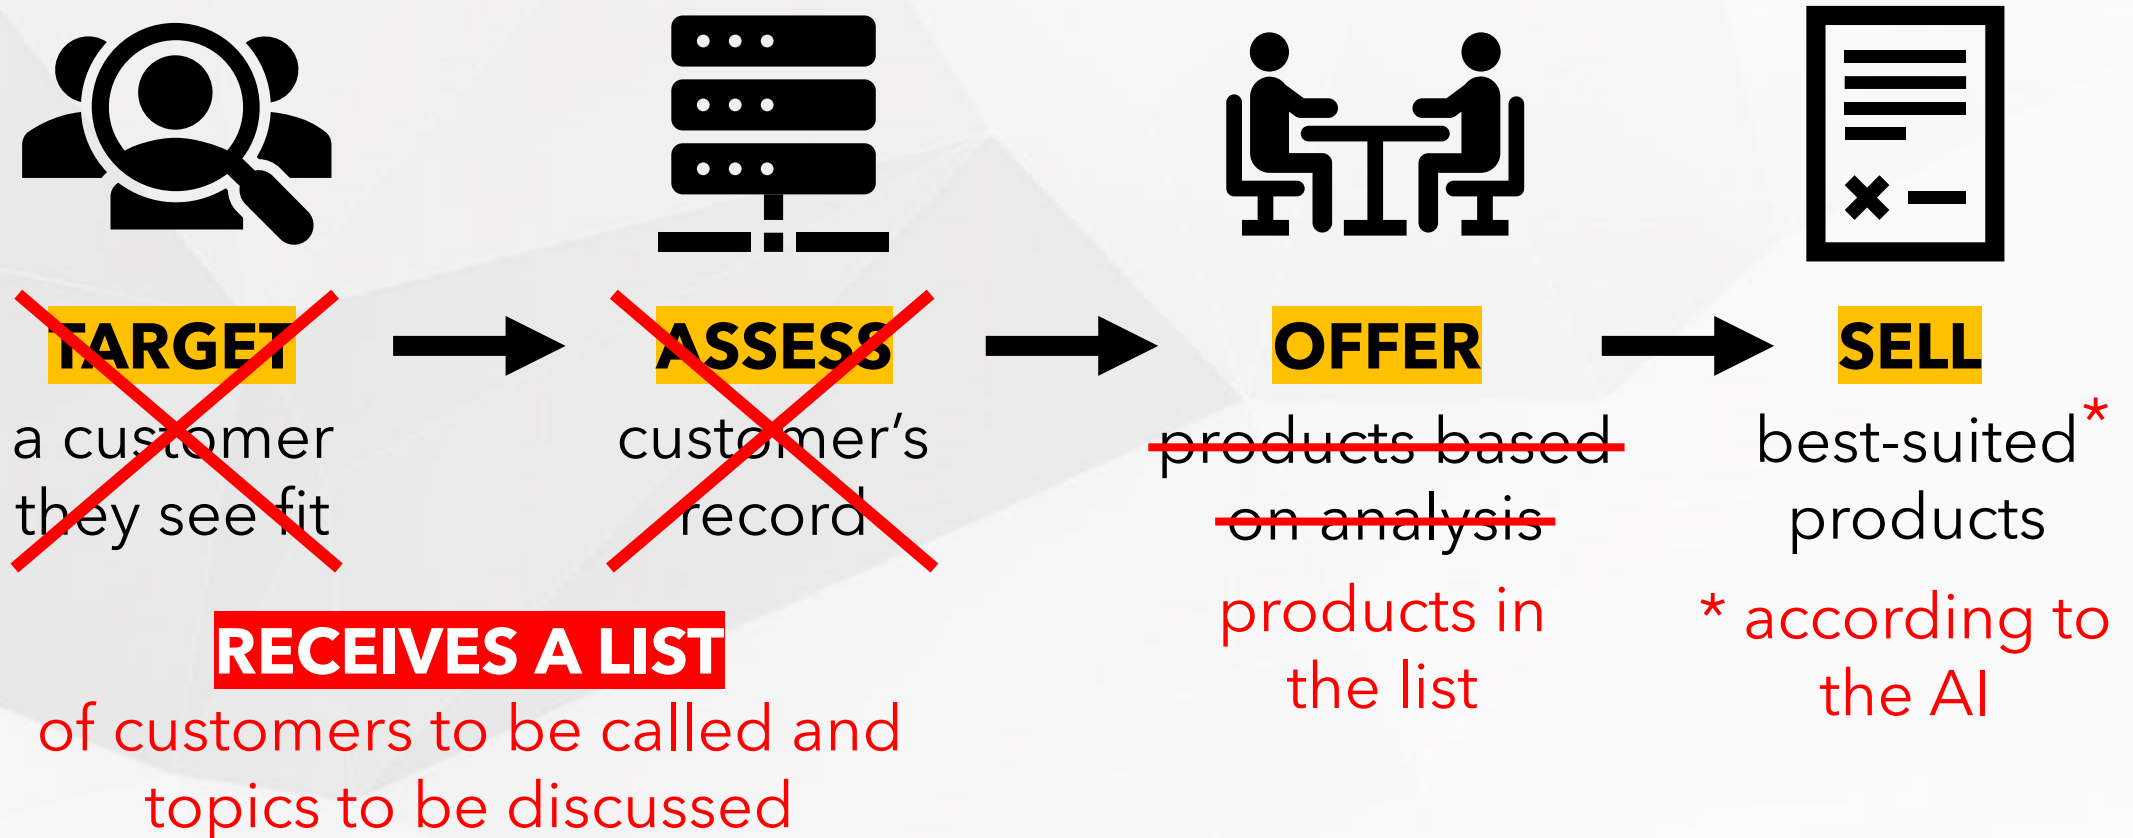 TARGET
a customer
they see fit
ASSESS
customer's
record
RECEIVES A LIST
of customers to be called and
topics to be discussed
OFFER
products based
on analysis
products in
the list
SELL
best-suited*
products
* according to
the AI